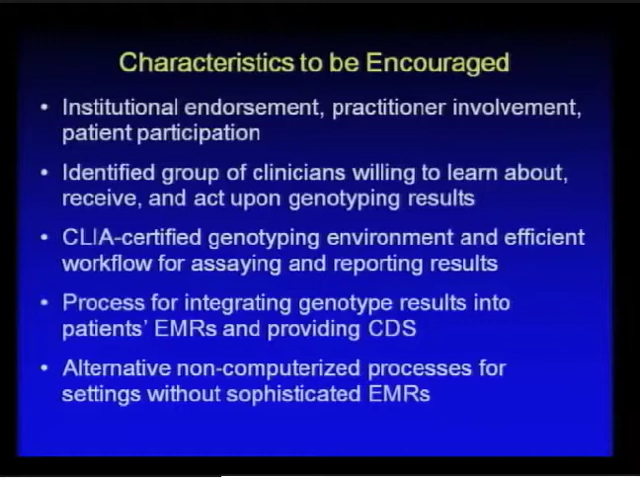 Characteristics to be Encouraged
• Institutional endorsement, practitioner involvement,
patient participation
• Identified group of clinicians willing to learn about,
receive, and act upon genotyping results
• CLIA-certified genotyping environment and efficient
workflow for assaying and reporting results
• Process for integrating genotype results into
patients’ EMRs and providing CDS
• Alternative non-computerized processes for
settings without sophisticated EMRs